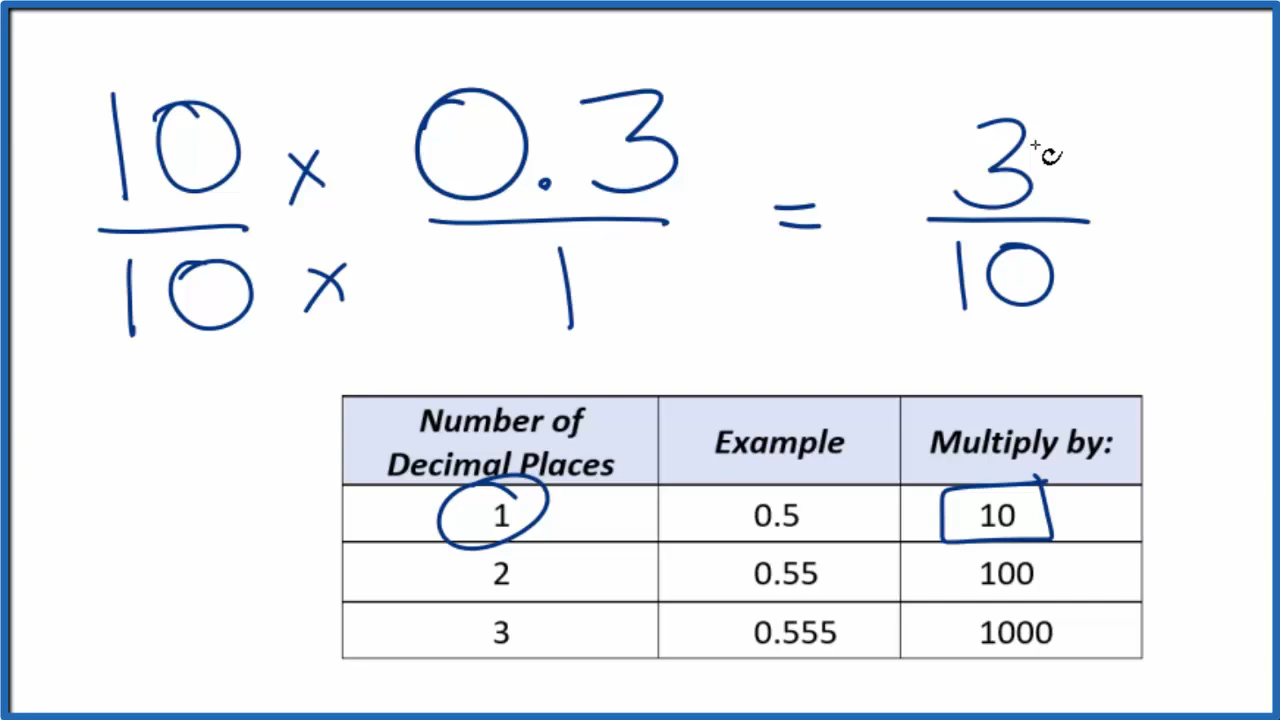 10 × 0.3 = 3
10 × 1 10
Number of Decimal Places Example Multiply by:
1 0.5 10
2 0.55 100
3 0.555 1000